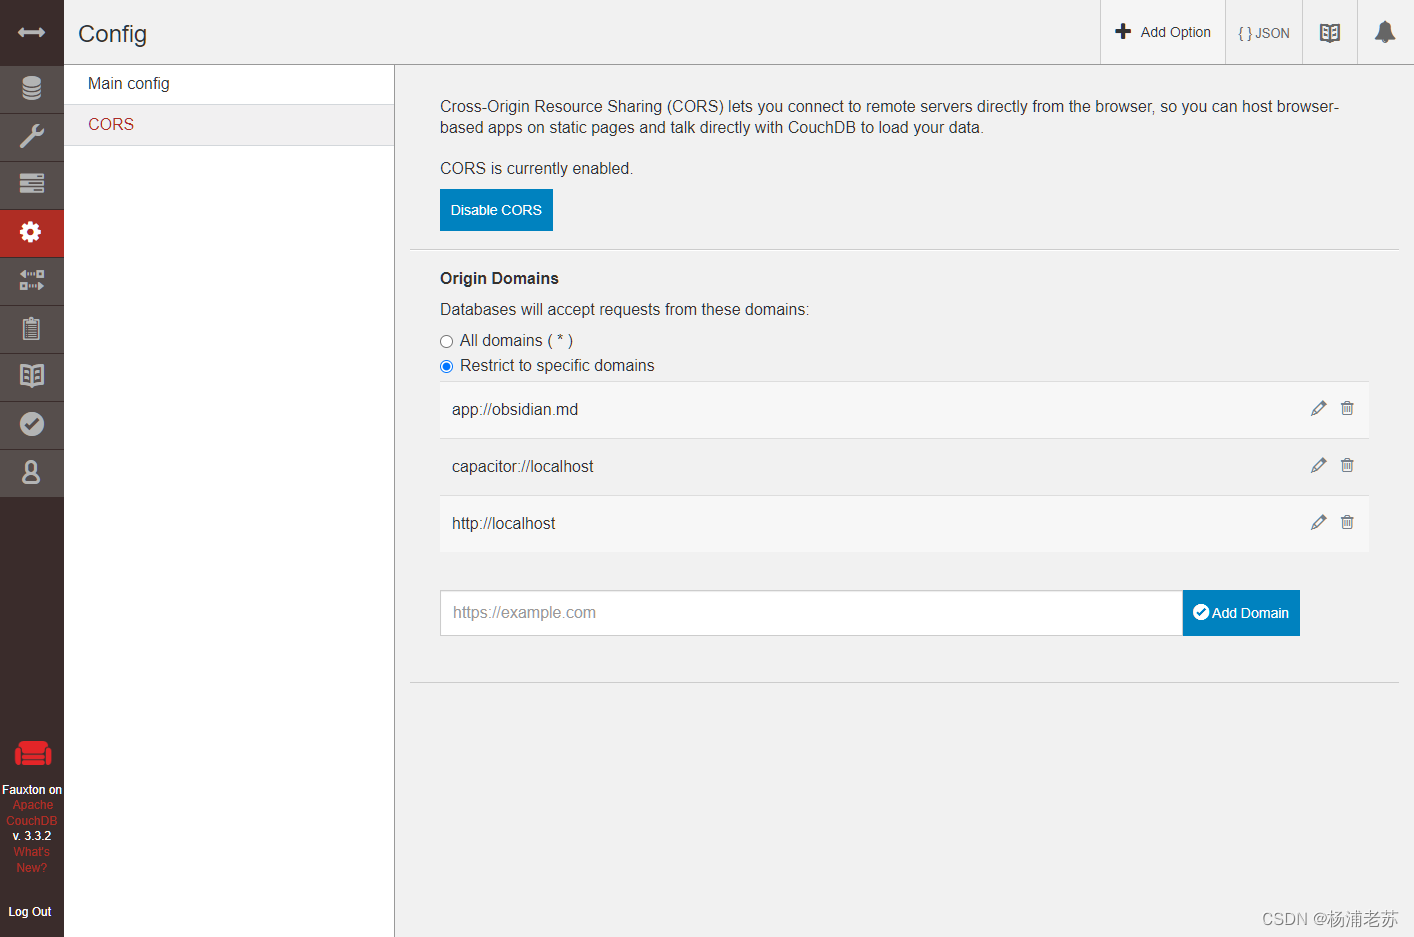 Config
Add Option
{ } JSON
Main config
CORS
Cross-Origin Resource Sharing (CORS) lets you connect to remote servers directly from the browser, so you can host browser-
based apps on static pages and talk directly with CouchDB to load your data.
CORS is currently enabled.
Disable CORS
Origin Domains
Databases will accept requests from these domains:
All domains ( * )
Restrict to specific domains
app://obsidian.md
capacitor://localhost
http://localhost
https://example.com
Add Domain
Fauxton on
Apache
CouchDB
v. 3.3.2
What's
New?
Log Out
CSDN @杨浦老苏